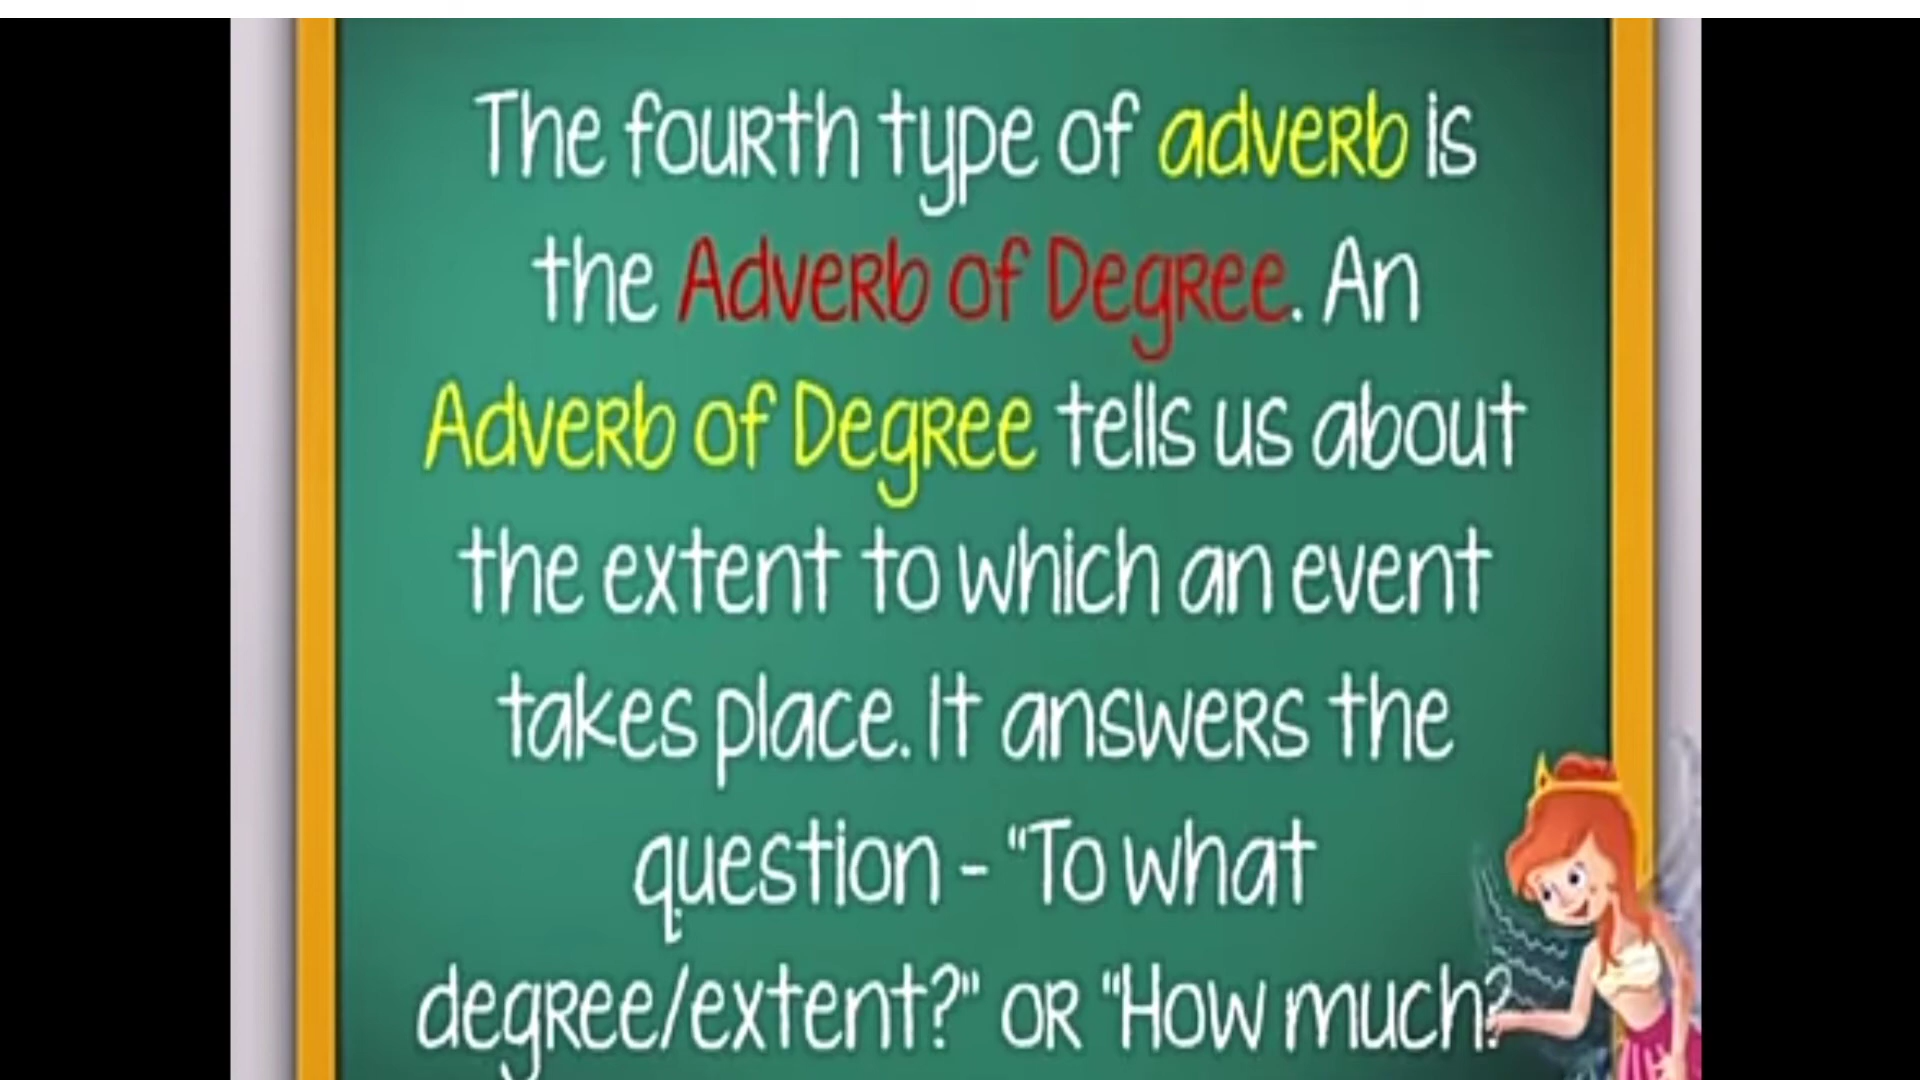 The fourth type of adverb is
the Adverb of Degree. An
Adverb of Degree tells us about
the extent to which an event
takes place. It answers the
question - "To what
degree/extent?" or "How much?